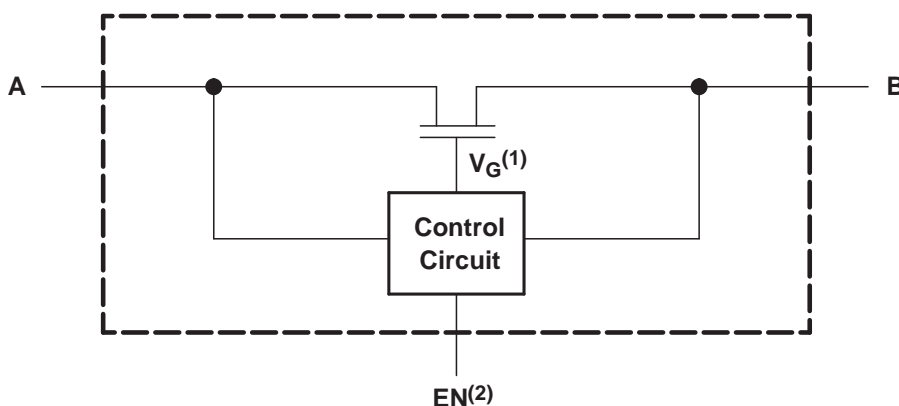 A
B
VG(1)
Control
Circuit
EN(2)